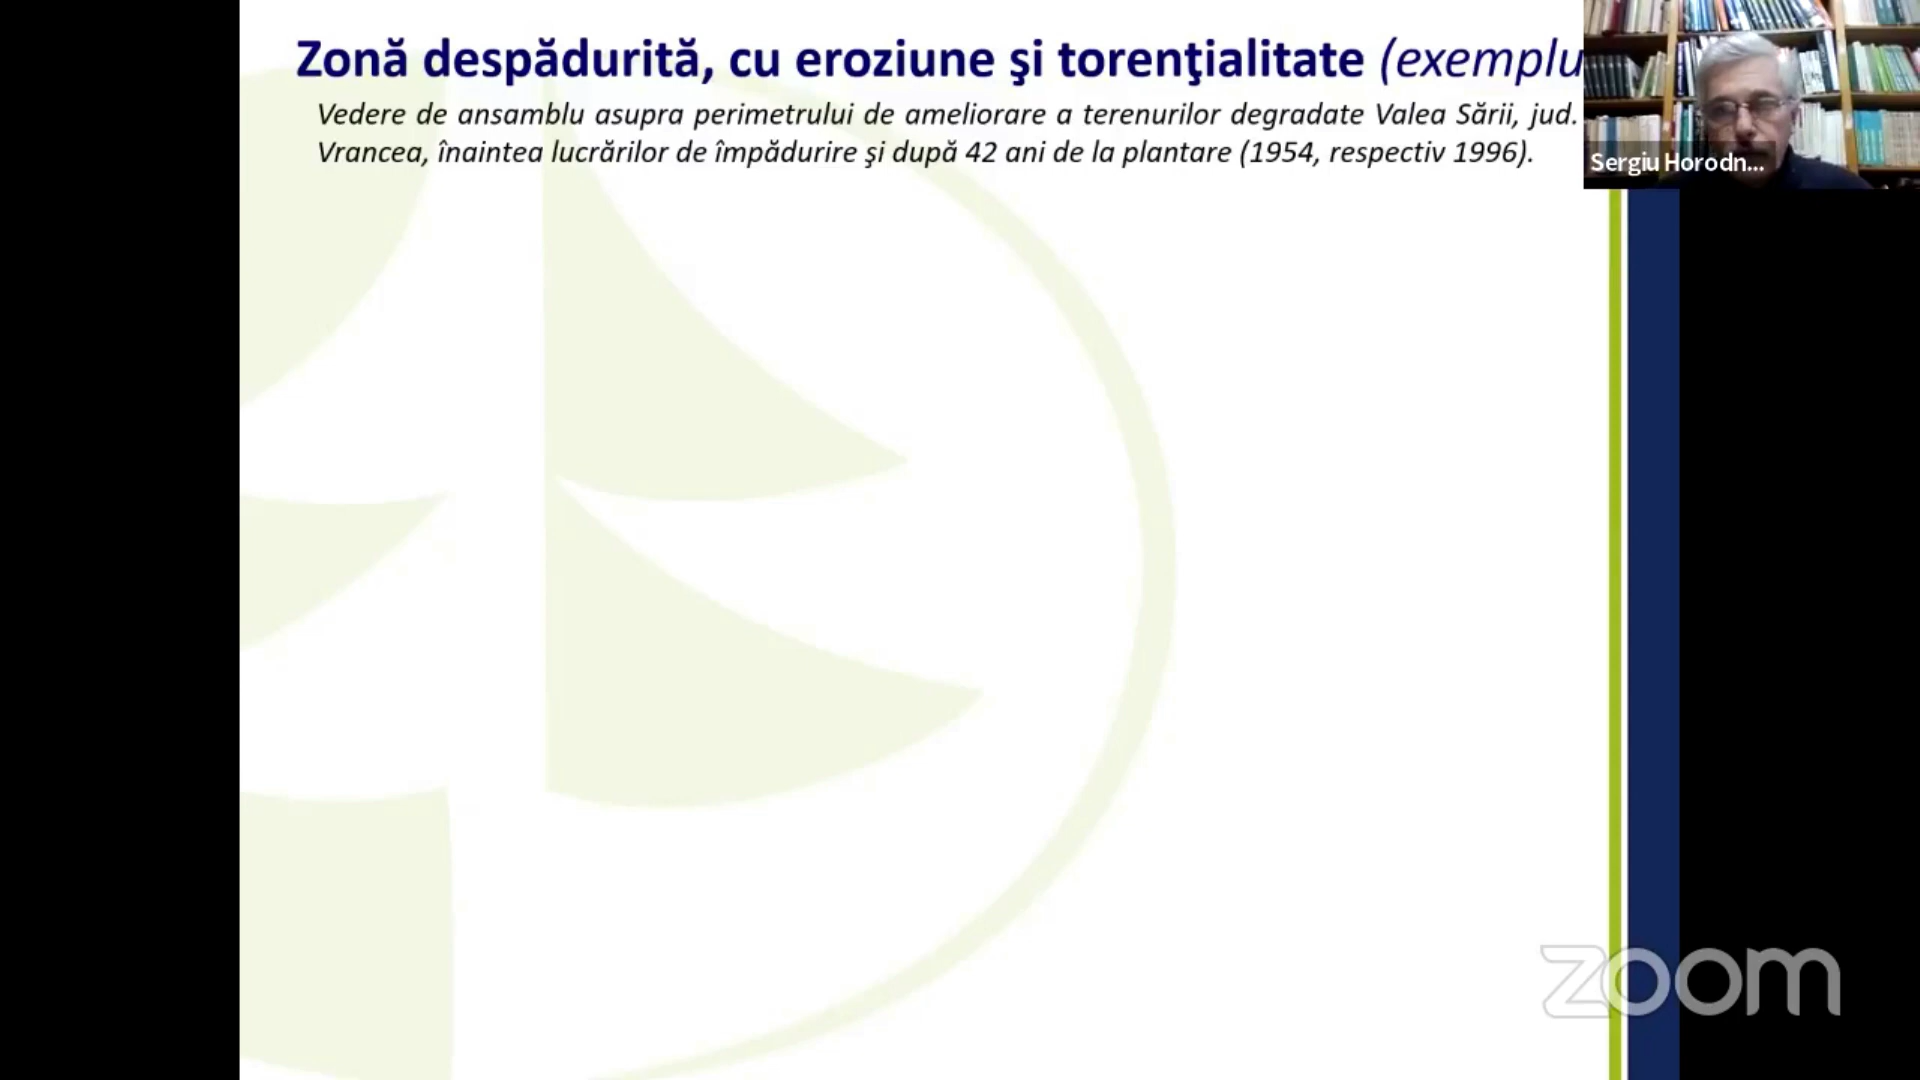 Zonă despădurită, cu eroziune şi torenţialitate (exemplu
Vedere de ansamblu asupra perimetrului de ameliorare a terenurilor degradate Valea Sării, jud.
Vrancea, înaintea lucrărilor de împădurire şi după 42 ani de la plantare (1954, respectiv 1996).
Sergiu Horodn...
zoom